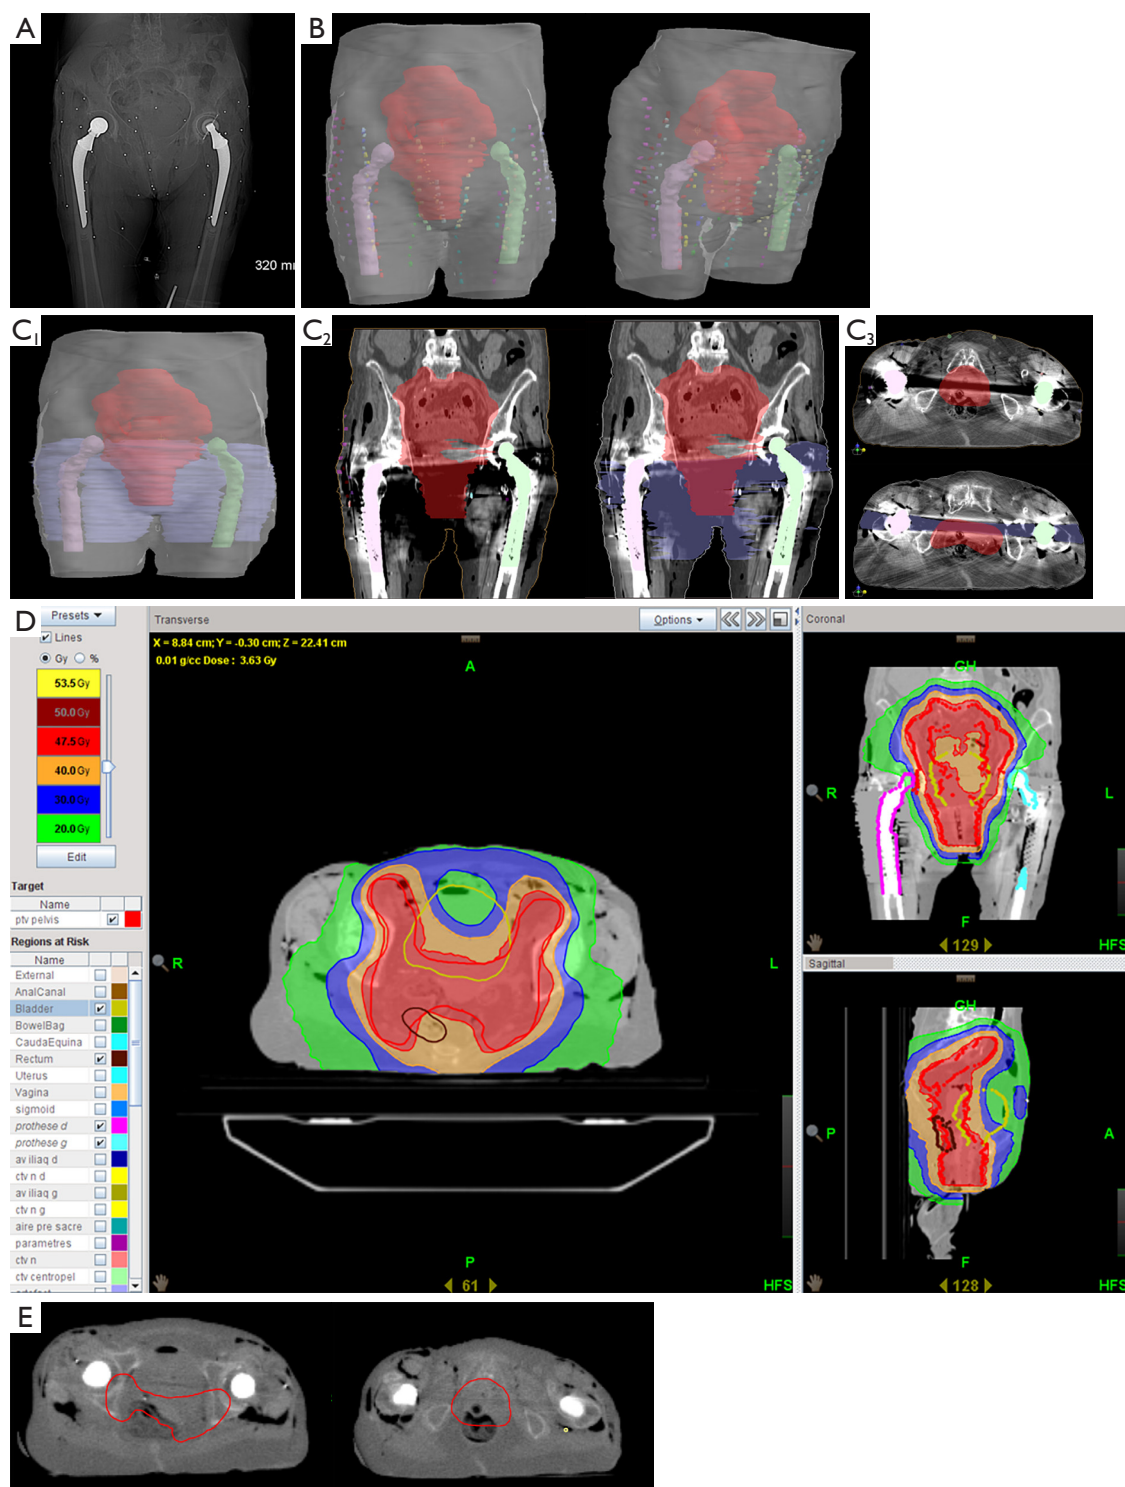 A
B
320 m
C1
C2
C3
D
Presets
Lines
Gy
%
53.5 Gy
50.0 Gy
47.5 Gy
40.0 Gy
30.0 Gy
20.0 Gy
Edit
Target
Name
ptv pelvis
Regions at Risk
Name
External
AnalCanal
Bladder
BowelBag
CaudaEquina
Rectum
Uterus
Vagina
sigmoid
prothese d
prothese g
av iliaq d
ctv n d
av iliaq g
ctv n g
aire pre sacre
parametres
ctv n
ctv centropel
Transverse
Options
X = 8.84 cm; Y = -0.30 cm; Z = 22.41 cm
0.01 g/cc Dose : 3.63 Gy
A
R
L
P
61
HFS
Coronal
GH
R
L
F
129
HFS
Sagittal
GH
P
A
F
128
HFS
E